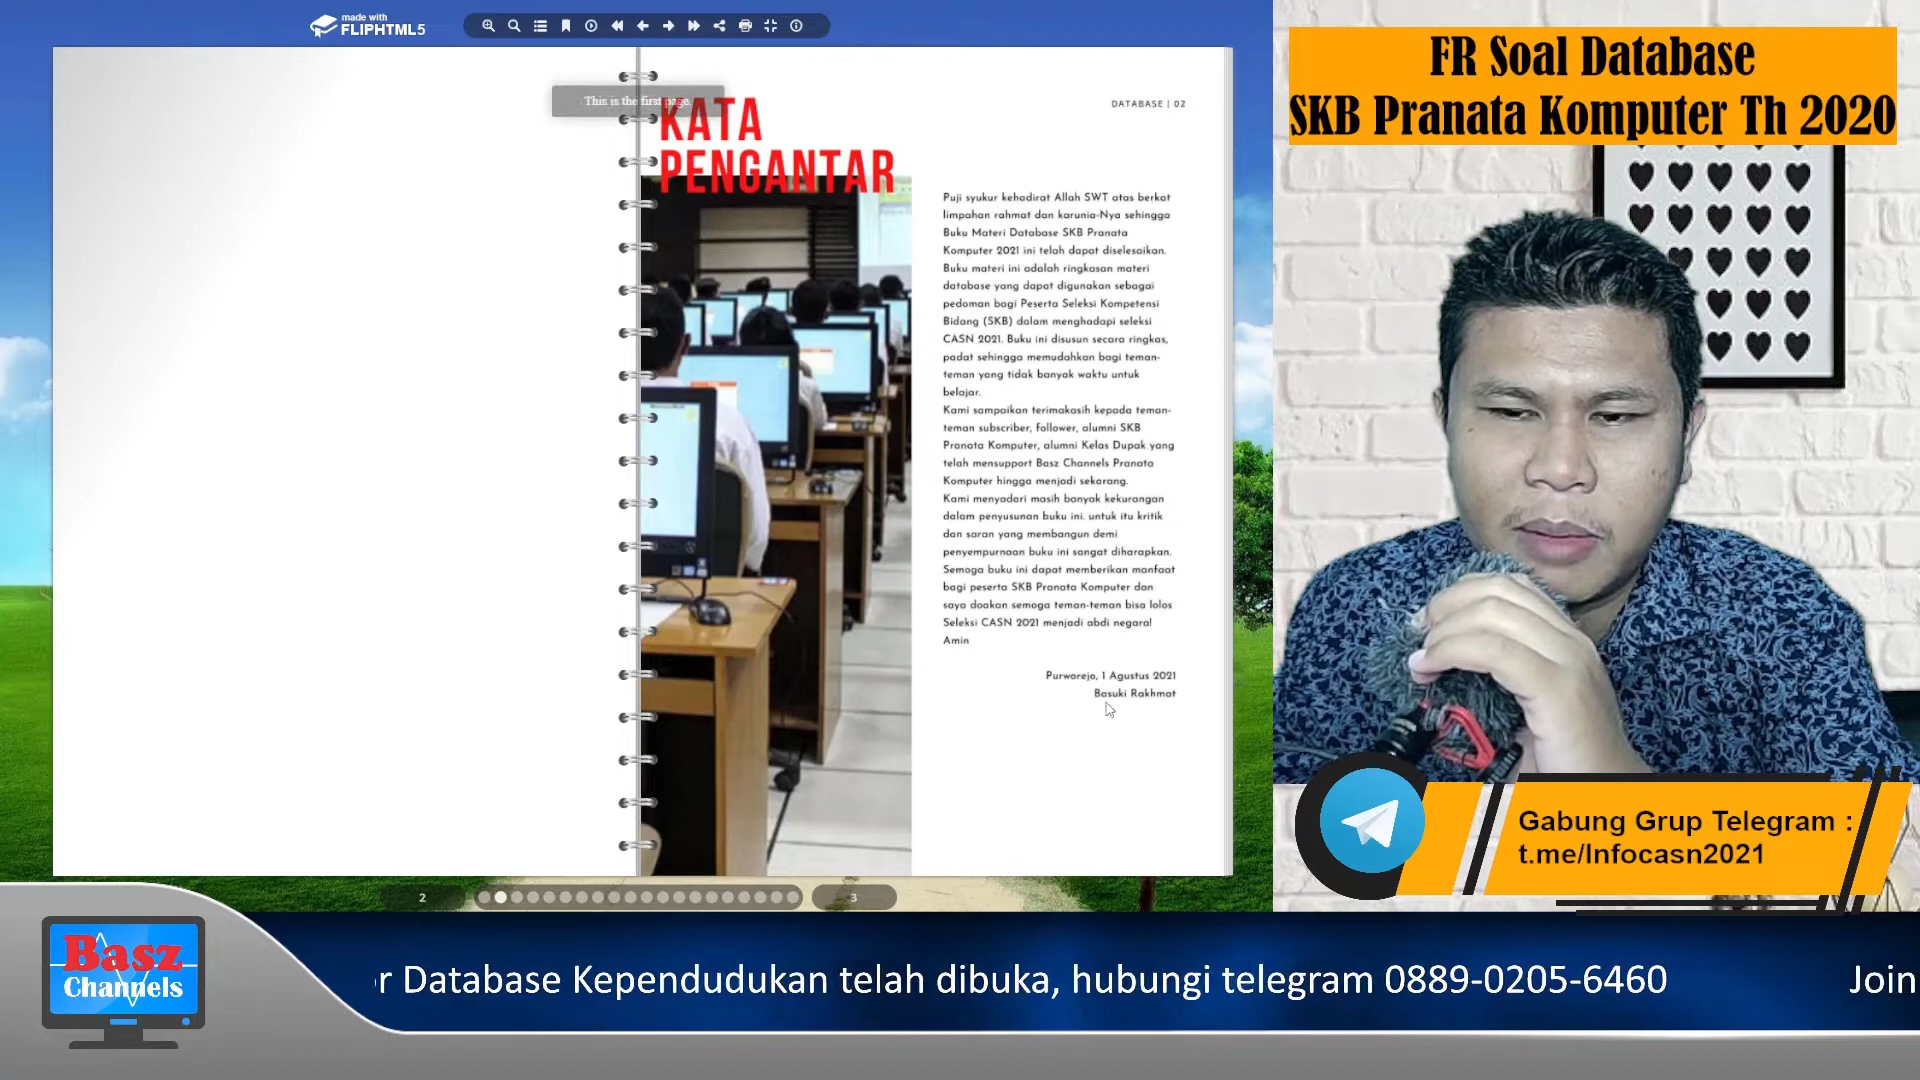 made with
FLIPHTML5
This is the first page
KATA
PENGANTAR
DATABASE | 02
Puji syukur kehadirat Allah SWT atas berkat
limpahan rahmat dan karunia-Nya sehingga
Buku Materi Database SKB Pranata
Komputer 2021 ini telah dapat diselesaikan.
Buku materi ini adalah ringkasan materi
database yang dapat digunakan sebagai
pedoman bagi Peserta Seleksi Kompetensi
Bidang (SKB) dalam menghadapi seleksi
CASN 2021. Buku ini disusun secara ringkas,
padat sehingga memudahkan bagi teman-
teman yang tidak banyak waktu untuk
belajar.
Kami sampaikan terimakasih kepada teman-
teman subscriber, follower, alumni SKB
Pranata Komputer, alumni Kelas Dupak yang
telah mensupport Basz Channels Pranata
Komputer hingga menjadi sekarang.
Kami menyadari masih banyak kekurangan
dalam penyusunan buku ini. untuk itu kritik
dan saran yang membangun demi
penyempurnaan buku ini sangat diharapkan.
Semoga buku ini dapat memberikan manfaat
bagi peserta SKB Pranata Komputer dan
saya doakan semoga teman-teman bisa lolos
Seleksi CASN 2021 menjadi abdi negara!
Amin
Purworejo, 1 Agustus 2021
Basuki Rakhmat
2
3
FR Soal Database
SKB Pranata Komputer Th 2020
Gabung Grup Telegram :
t.me/Infocasn2021
Basz
Channels
r Database Kependudukan telah dibuka, hubungi telegram 0889-0205-6460
Join